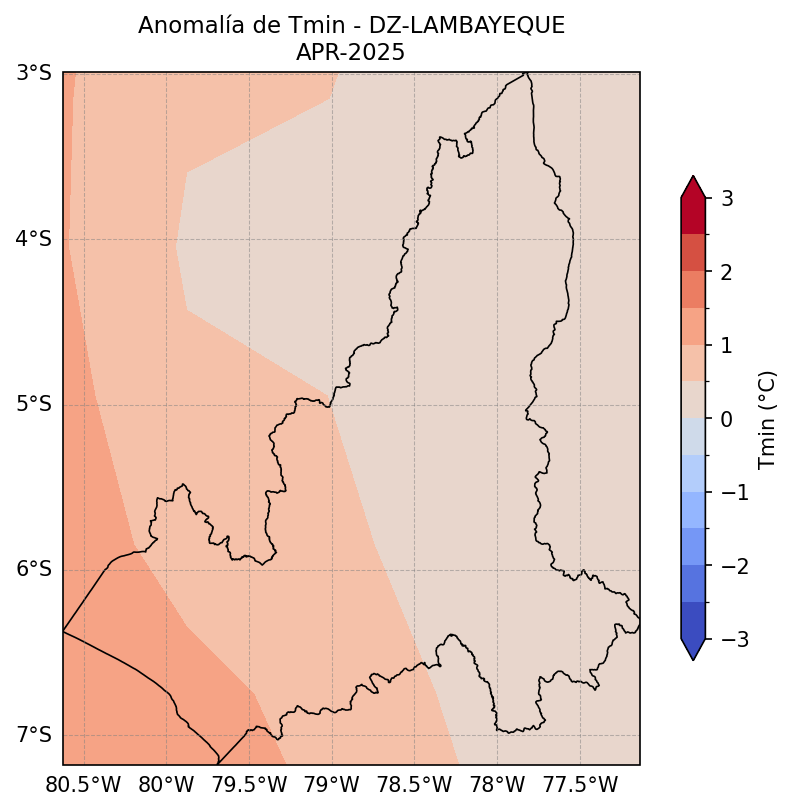 Anomalía de Tmin - DZ-LAMBAYEQUE
APR-2025
3°S
4°S
5°S
6°S
7°S
80.5°W
80°W
79.5°W
79°W
78.5°W
78°W
77.5°W
3
2
1
0
−1
−2
−3
Tmin (°C)